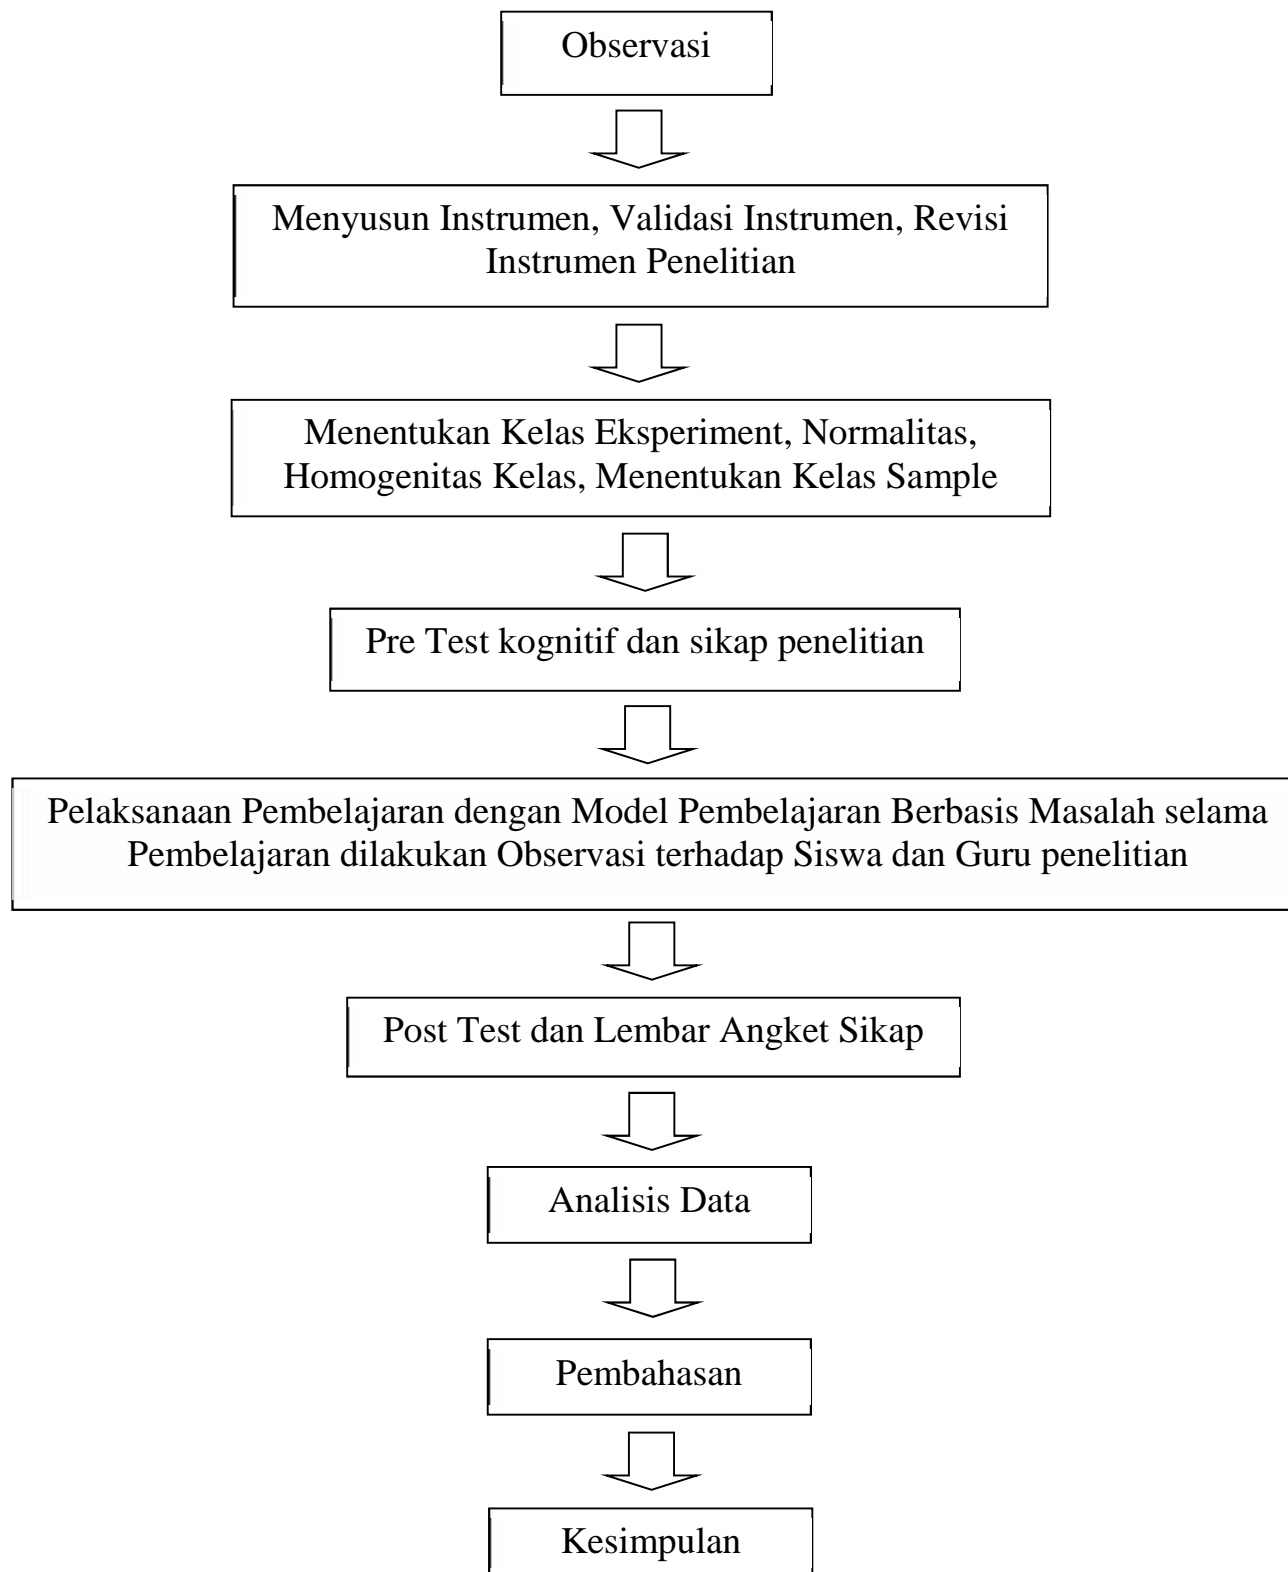 Observasi
Menyusun Instrumen, Validasi Instrumen, Revisi
Instrumen Penelitian
Menentukan Kelas Eksperiment, Normalitas,
Homogenitas Kelas, Menentukan Kelas Sample
Pre Test kognitif dan sikap penelitian
Pelaksanaan Pembelajaran dengan Model Pembelajaran Berbasis Masalah selama
Pembelajaran dilakukan Observasi terhadap Siswa dan Guru penelitian
Post Test dan Lembar Angket Sikap
Analisis Data
Pembahasan
Kesimpulan